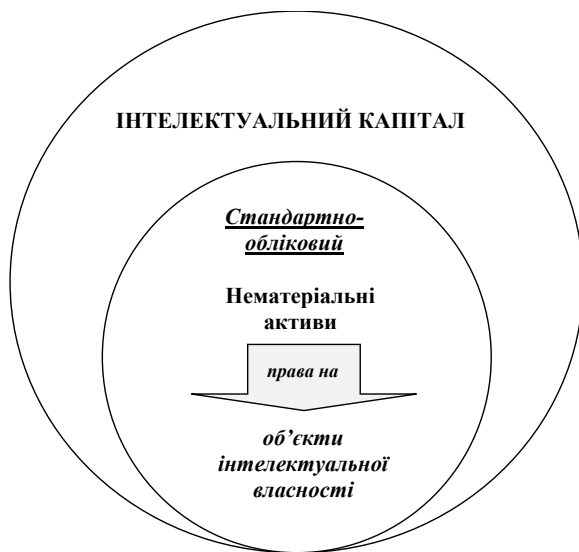 ІНТЕЛЕКТУАЛЬНИЙ КАПІТАЛ
Стандартно-
обліковий
Нематеріальні
активи
права на
об’єкти
інтелектуальної
власності